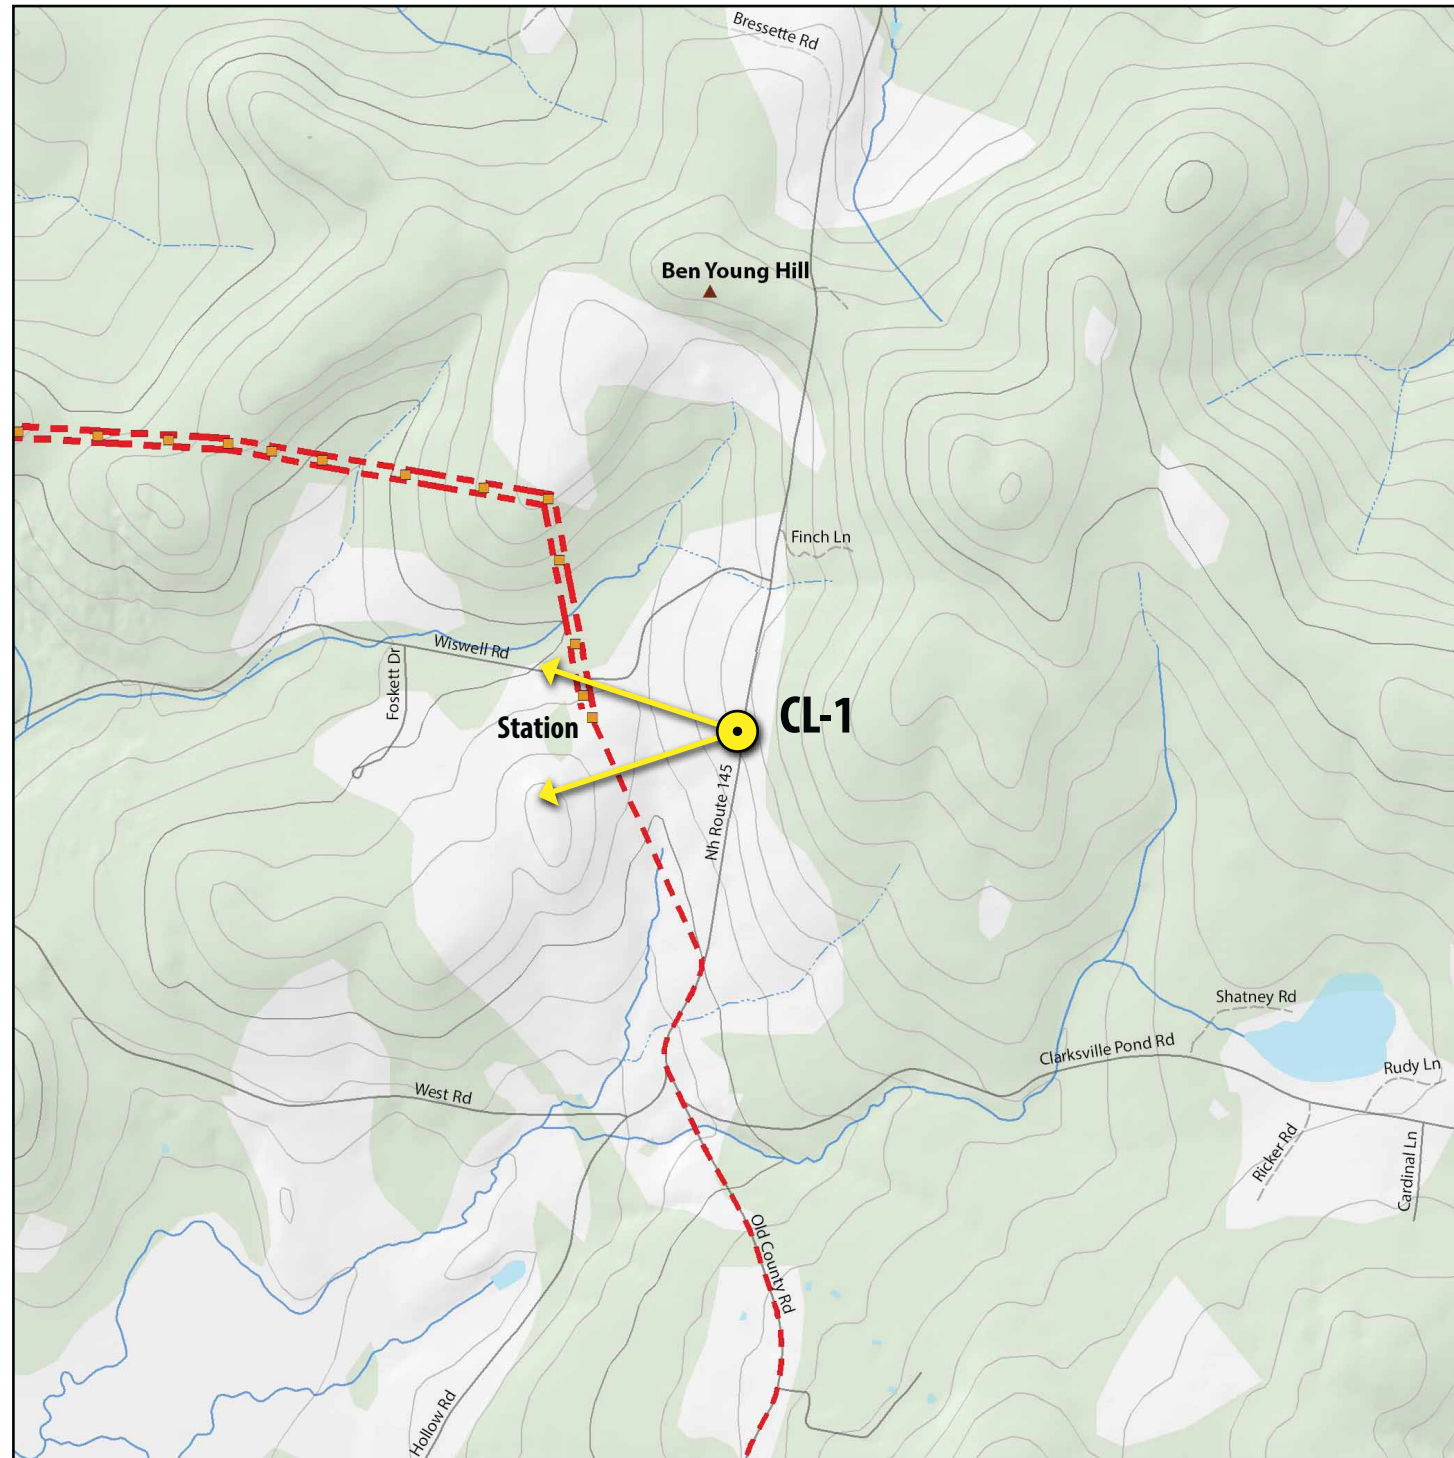 Bressette Rd
Ben Young Hill
Finch Ln
Wiswell Rd
Foskett Dr
Station
CL-1
Nh Route 145
Shatney Rd
Clarksville Pond Rd
Rudy Ln
West Rd
Ricker Rd
Cardinal Ln
Old County Rd
Hollow Rd